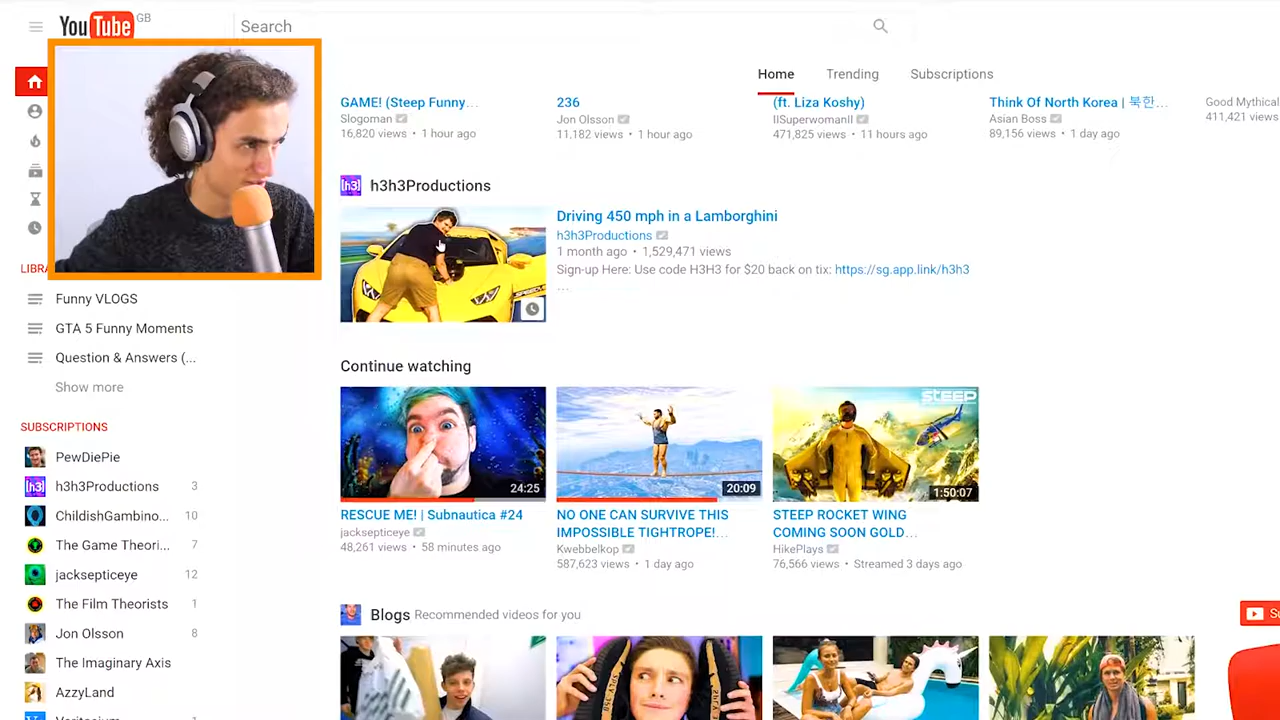 YouTube GB
Search
Home Trending Subscriptions
GAME! (Steep Funny...
Slogoman
16,820 views • 1 hour ago
236
Jon Olsson
11,182 views • 1 hour ago
(ft. Liza Koshy)
IISuperwomanII
471,825 views • 11 hours ago
Think Of North Korea | 북한...
Asian Boss
89,156 views • 1 day ago
Good Mythical
411,421 views
h3h3Productions
Driving 450 mph in a Lamborghini
h3h3Productions
1 month ago • 1,529,471 views
Sign-up Here: Use code H3H3 for $20 back on tix: https://sg.app.link/h3h3
...
LIBRA
Funny VLOGS
GTA 5 Funny Moments
Question & Answers (...
Show more
SUBSCRIPTIONS
PewDiePie
h3h3Productions 3
ChildishGambino... 10
The Game Theori... 7
jacksepticeye 12
The Film Theorists 1
Jon Olsson 8
The Imaginary Axis
AzzyLand
Continue watching
24:25
RESCUE ME! | Subnautica #24
jacksepticeye
48,261 views • 58 minutes ago
20:09
NO ONE CAN SURVIVE THIS
IMPOSSIBLE TIGHTROPE!...
Kwebbelkop
587,623 views • 1 day ago
STEEP
1:50:07
STEEP ROCKET WING
COMING SOON GOLD...
HikePlays
76,566 views • Streamed 3 days ago
Blogs Recommended videos for you